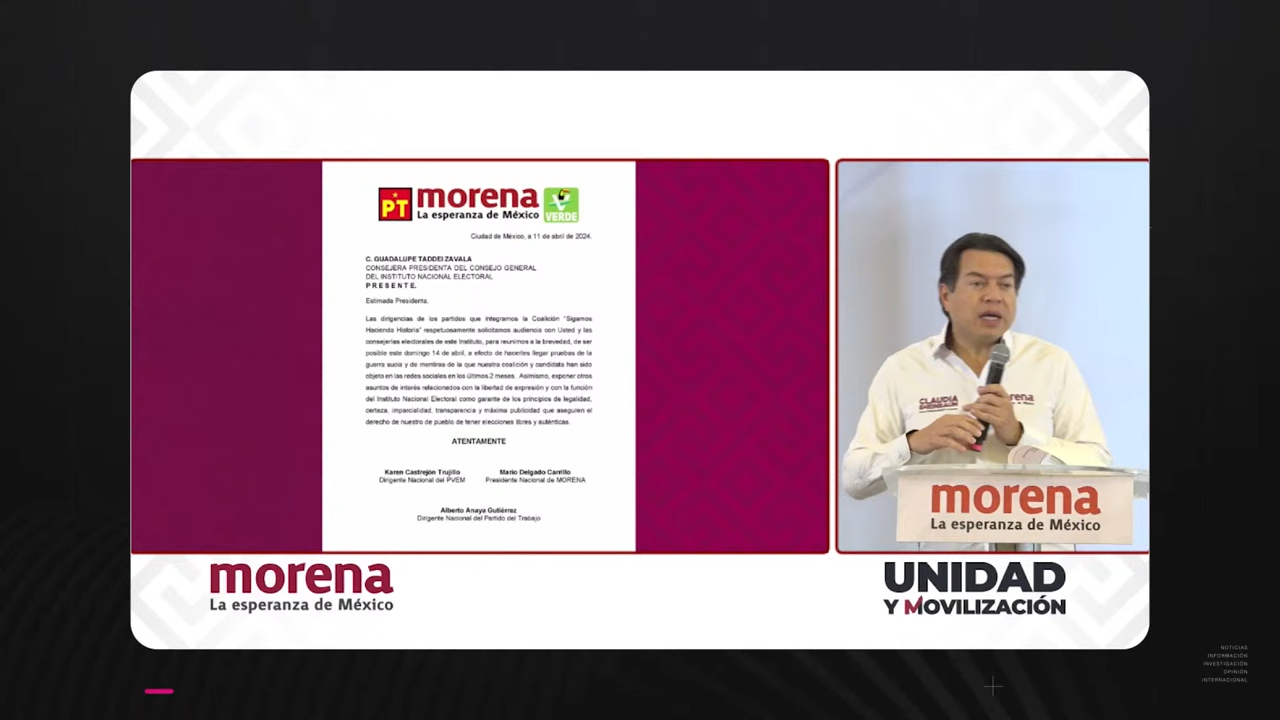 PT
morena
La esperanza de México
VERDE
Ciudad de México, a 11 de abril de 2024.
C. GUADALUPE TADDEI ZAVALA
CONSEJERA PRESIDENTA DEL CONSEJO GENERAL
DEL INSTITUTO NACIONAL ELECTORAL
P R E S E N T E.
Estimada Presidenta,
Las dirigencias de los partidos que integramos la Coalición "Sigamos
Haciendo Historia" respetuosamente solicitamos audiencia con Usted y las
consejerías electorales de este Instituto, para reunirnos a la brevedad, de ser
posible este domingo 14 de abril, a efecto de hacerles llegar pruebas de la
guerra sucia y de mentiras de la que nuestra coalición y candidata han sido
objeto en las redes sociales en los últimos 2 meses. Asimismo, exponer otros
asuntos de interés relacionados con la libertad de expresión y con la función
del Instituto Nacional Electoral como garante de los principios de legalidad,
certeza, imparcialidad, transparencia y máxima publicidad que aseguren el
derecho de nuestro de pueblo de tener elecciones libres y auténticas.
ATENTAMENTE
Karen Castrejón Trujillo
Dirigente Nacional del PVEM
Mario Delgado Carrillo
Presidente Nacional de MORENA
Alberto Anaya Gutiérrez
Dirigente Nacional del Partido del Trabajo
CLAUDIA
SHEINBAUM
morena
morena
La esperanza de México
morena
La esperanza de México
UNIDAD
Y MOVILIZACIÓN
NOTICIAS
INFORMACIÓN
INVESTIGACIÓN
OPINIÓN
INTERNACIONAL